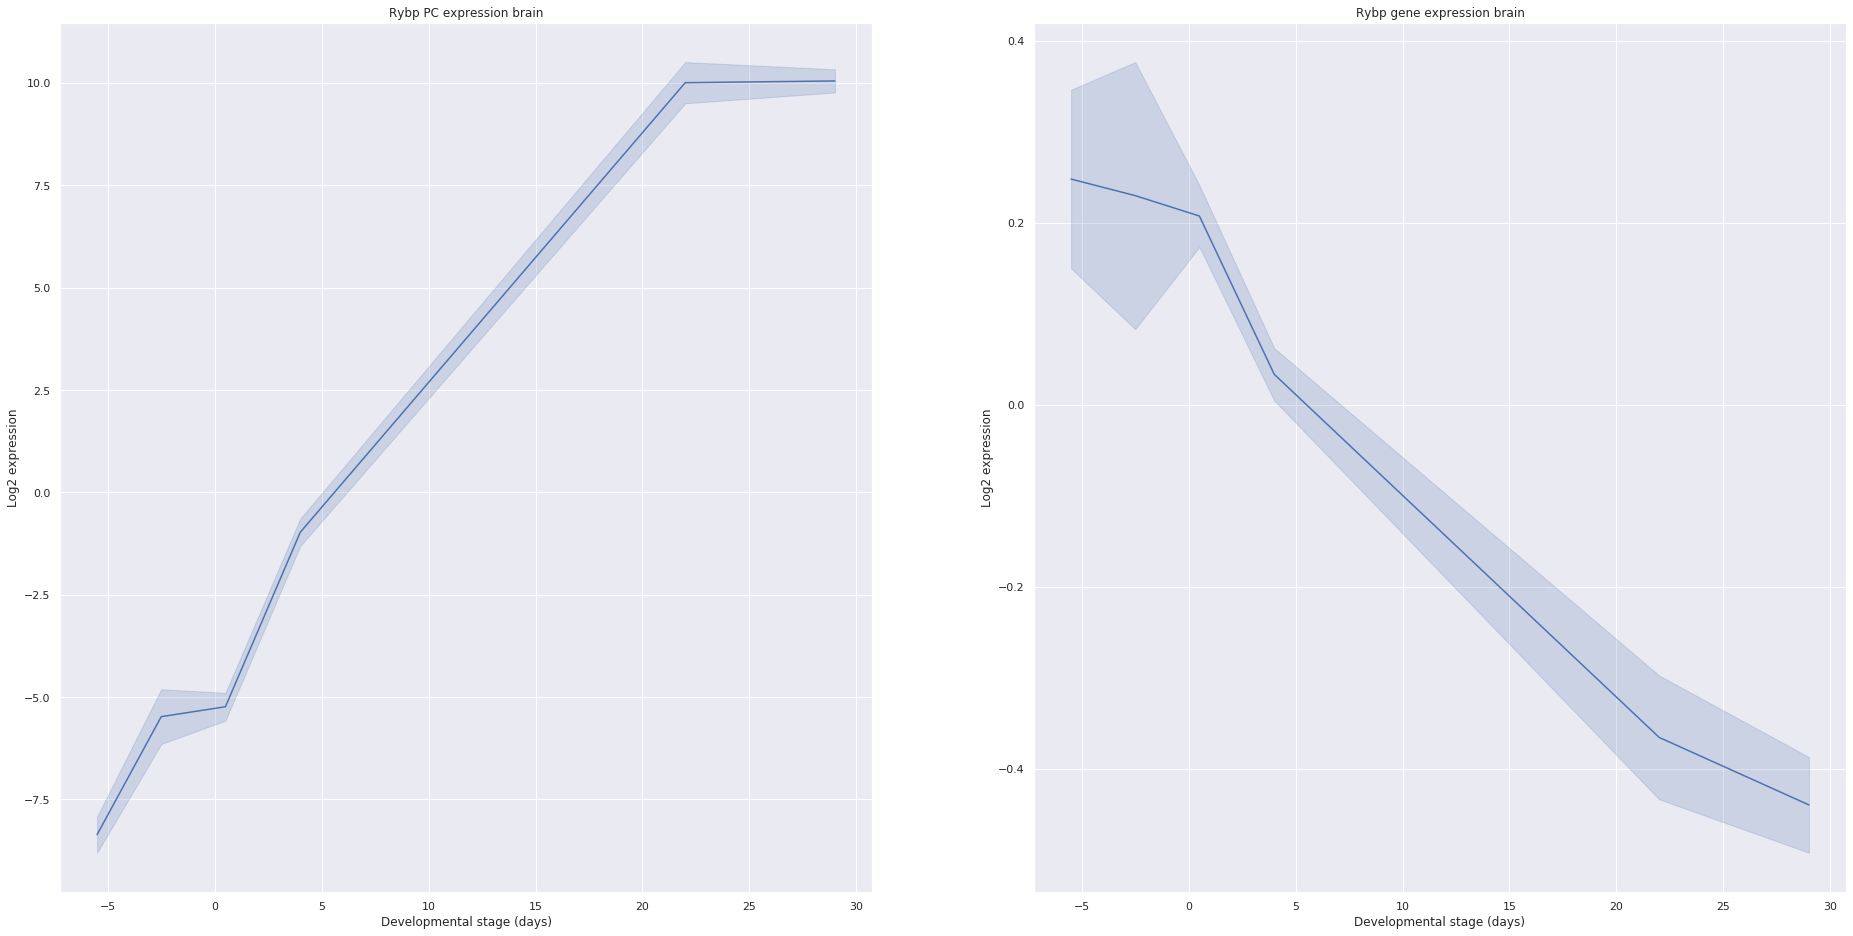 Rybp PC expression brain
10.0
7.5
5.0
2.5
0.0
−2.5
−5.0
−7.5
Log2 expression
−5 0 5 10 15 20 25 30
Developmental stage (days)
Rybp gene expression brain
0.4
0.2
0.0
−0.2
−0.4
Log2 expression
−5 0 5 10 15 20 25 30
Developmental stage (days)